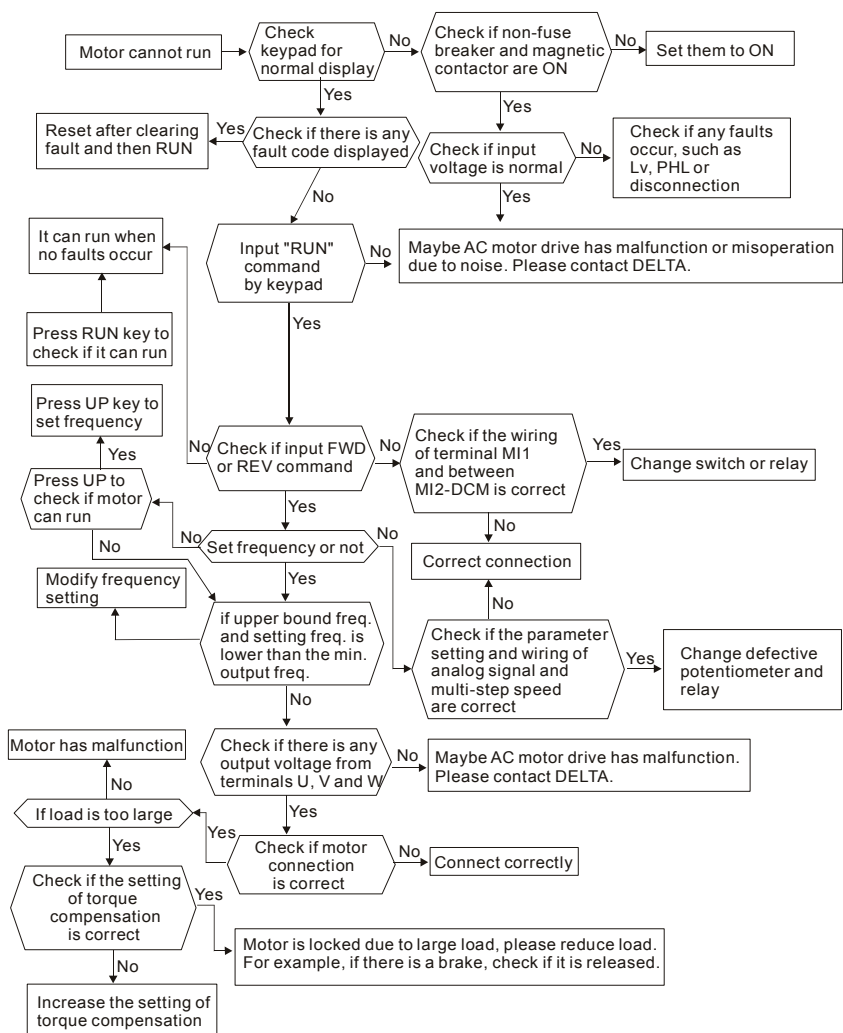 Motor cannot run
Check
keypad for
normal display
No
Check if non-fuse
breaker and magnetic
contactor are ON
No
Set them to ON
Yes
Yes
Reset after clearing
fault and then RUN
Yes
Check if there is any
fault code displayed
Check if input
voltage is normal
No
Check if any faults
occur, such as
Lv, PHL or
disconnection
No
Yes
It can run when
no faults occur
Input "RUN"
command
by keypad
No
Maybe AC motor drive has malfunction or misoperation
due to noise. Please contact DELTA.
Press RUN key to
check if it can run
Yes
Press UP key to
set frequency
No
Check if input FWD
or REV command
No
Check if the wiring
of terminal MI1
and between
MI2-DCM is correct
Yes
Change switch or relay
Yes
Press UP to
check if motor
can run
Yes
No
No
Set frequency or not
No
No
Correct connection
Yes
Modify frequency
setting
No
if upper bound freq.
and setting freq. is
lower than the min.
output freq.
Check if the parameter
setting and wiring of
analog signal and
multi-step speed
are correct
Yes
Change defective
potentiometer and
relay
No
Motor has malfunction
Check if there is any
output voltage from
terminals U, V and W
No
Maybe AC motor drive has malfunction.
Please contact DELTA.
No
If load is too large
Yes
Yes
Check if motor
connection
is correct
No
Connect correctly
Yes
Check if the setting
of torque
compensation
is correct
Yes
Motor is locked due to large load, please reduce load.
For example, if there is a brake, check if it is released.
No
Increase the setting of
torque compensation